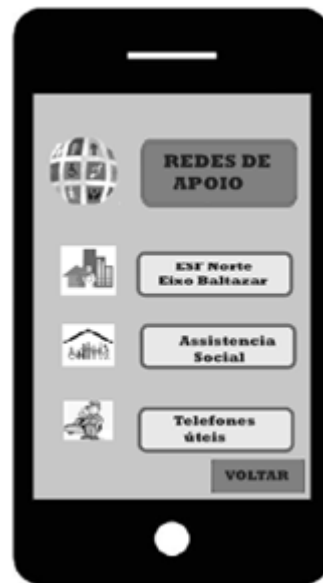 REDES DE
APOIO
ESF Norte
Eixo Baltazar
Assistencia
Social
Telefones
úteis
VOLTAR